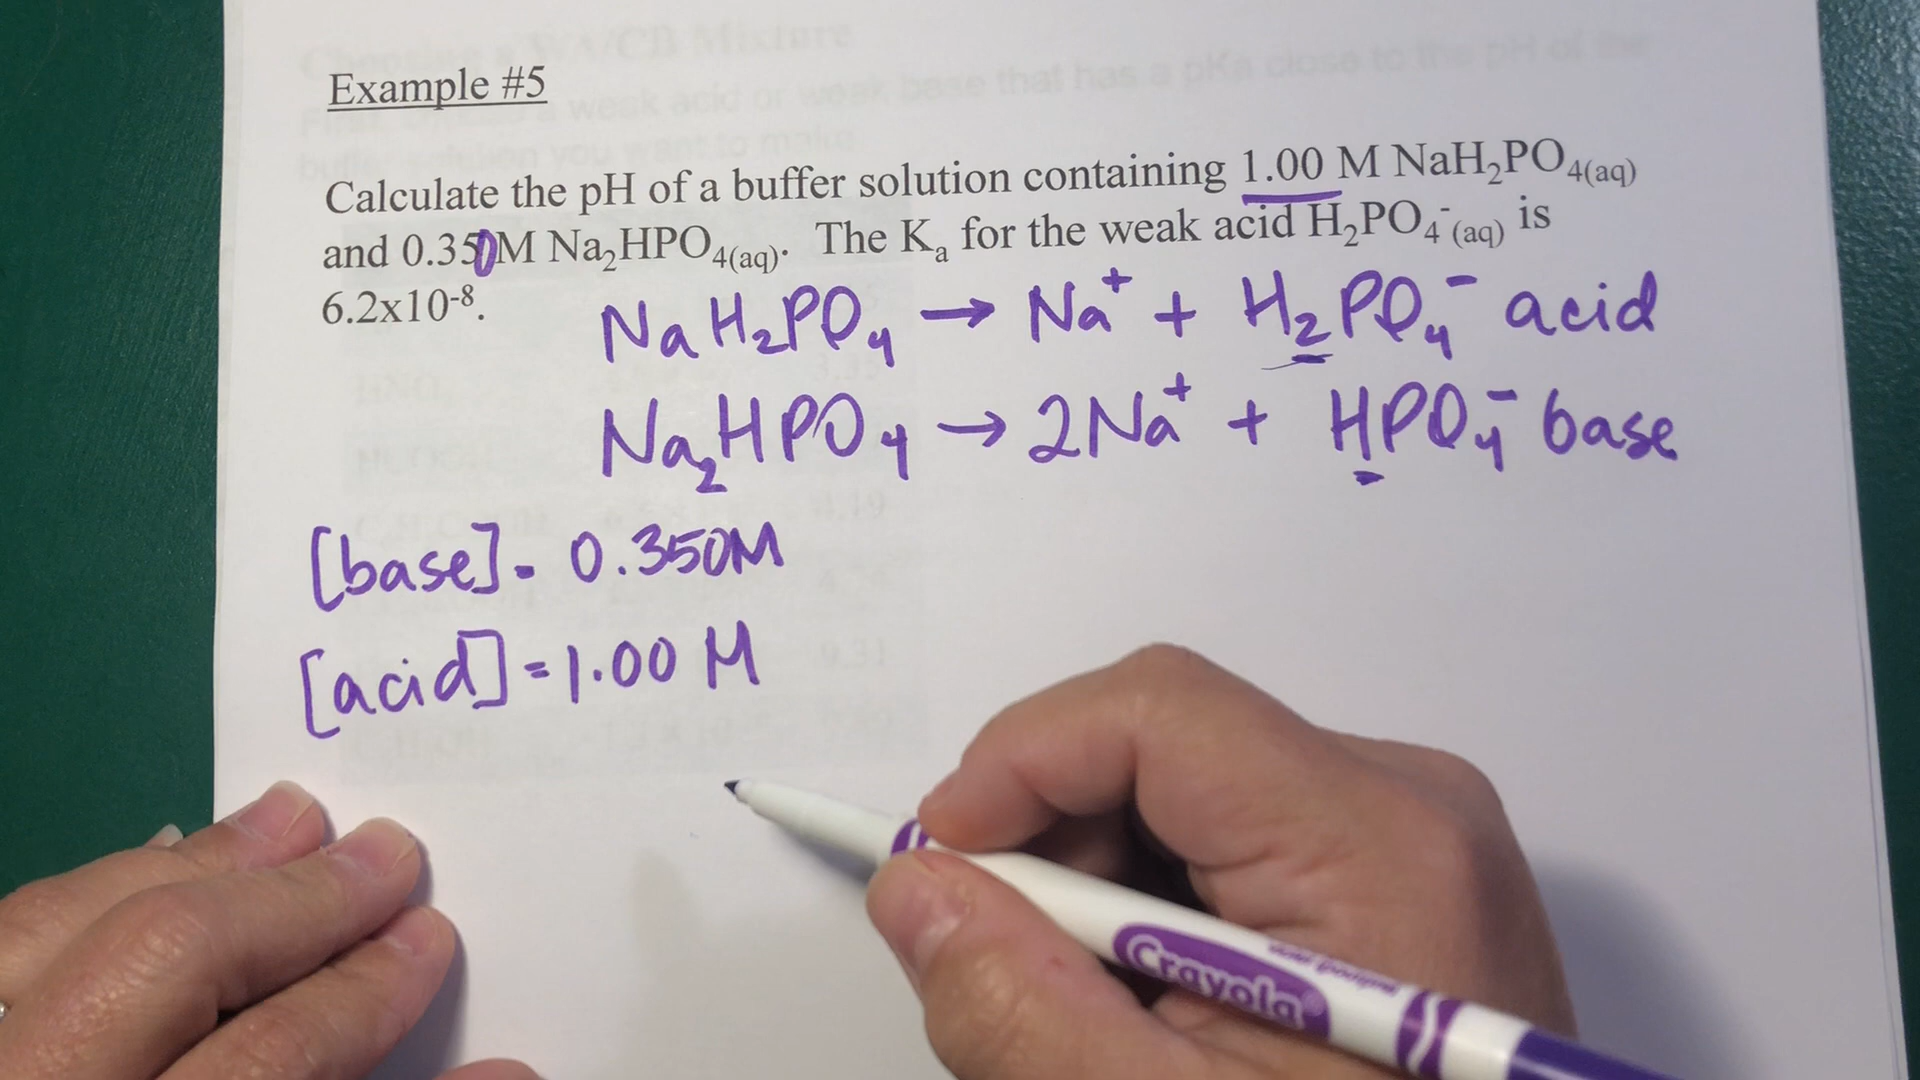 Example #5
Calculate the pH of a buffer solution containing 1.00 M NaH₂PO₄(aq)
and 0.350M Na₂HPO₄(aq). The Kₐ for the weak acid H₂PO₄⁻(aq) is
6.2x10⁻⁸.
NaH₂PO₄ → Na⁺ + H₂PO₄⁻ acid
Na₂HPO₄ → 2Na⁺ + HPO₄⁻ base
[base] = 0.350M
[acid] = 1.00 M
Crayola